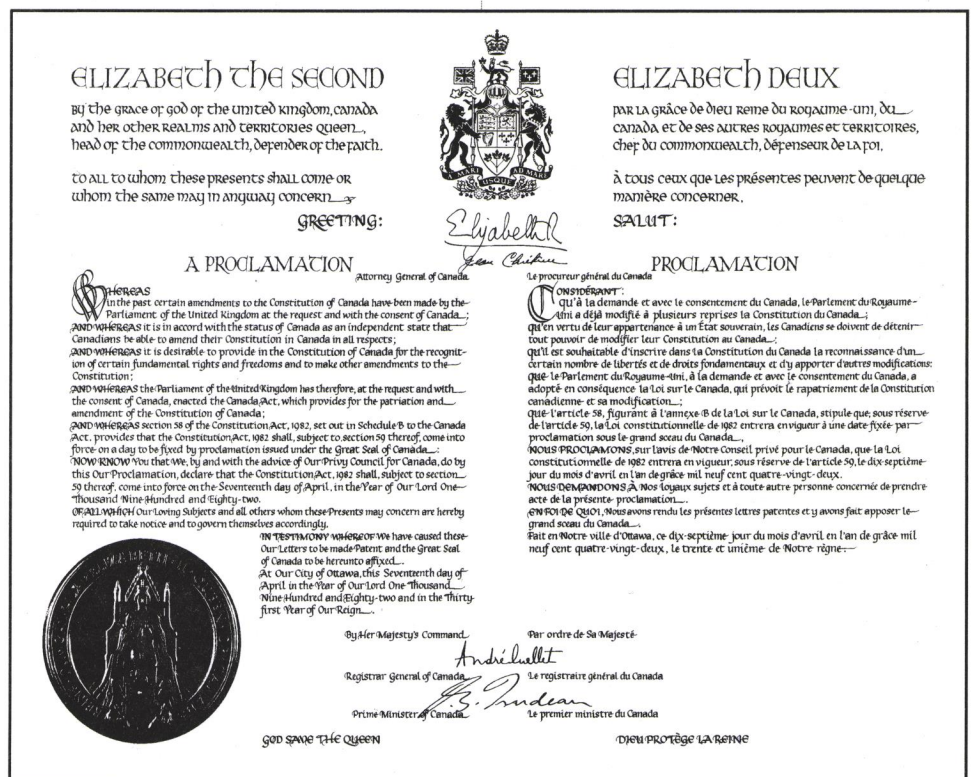 ELIZABETH THE SECOND
BY THE GRACE OF GOD OF THE UNITED KINGDOM, CANADA
AND HER OTHER REALMS AND TERRITORIES QUEEN,
HEAD OF THE COMMONWEALTH, DEFENDER OF THE FAITH.
TO ALL TO WHOM THESE PRESENTS SHALL COME OR
WHOM THE SAME MAY IN ANYWAY CONCERN
GREETING:
A MARI USQUE AD MARE
Elizabeth R
Jean Chrétien
ELIZABETH DEUX
PAR LA GRÂCE DE DIEU REINE DU ROYAUME-UNI, DU
CANADA ET DE SES AUTRES ROYAUMES ET TERRITOIRES,
CHEF DU COMMONWEALTH, DÉFENSEUR DE LA FOI.
À TOUS CEUX QUE LES PRÉSENTES PEUVENT DE QUELQUE
MANIÈRE CONCERNER.
SALUT:
A PROCLAMATION
Attorney General of Canada
WHEREAS
in the past certain amendments to the Constitution of Canada have been made by the
Parliament of the United Kingdom at the request and with the consent of Canada;
AND WHEREAS it is in accord with the status of Canada as an independent state that
Canadians be able to amend their Constitution in Canada in all respects;
AND WHEREAS it is desirable to provide in the Constitution of Canada for the recognit-
ion of certain fundamental rights and freedoms and to make other amendments to the
Constitution;
AND WHEREAS the Parliament of the United Kingdom has therefore, at the request and with
the consent of Canada, enacted the Canada Act, which provides for the patriation and
amendment of the Constitution of Canada;
AND WHEREAS section 58 of the Constitution Act, 1982, set out in Schedule B to the Canada
Act, provides that the Constitution Act, 1982 shall, subject to section 59 thereof, come into
force on a day to be fixed by proclamation issued under the Great Seal of Canada:
NOW KNOW You that We, by and with the advice of Our Privy Council for Canada, do by
this Our Proclamation, declare that the Constitution Act, 1982 shall, subject to section
59 thereof, come into force on the Seventeenth day of April, in the Year of Our Lord One
Thousand Nine Hundred and Eighty-two.
OF ALL WHICH Our Loving Subjects and all others whom these Presents may concern are hereby
required to take notice and to govern themselves accordingly.
IN TESTIMONY WHEREOF We have caused these
Our Letters to be made Patent and the Great Seal
of Canada to be hereunto affixed.
At Our City of Ottawa, this Seventeenth day of
April in the Year of Our Lord One Thousand
Nine Hundred and Eighty-two and in the Thirty-
first Year of Our Reign.
PROCLAMATION
Le procureur général du Canada
CONSIDÉRANT:
qu'à la demande et avec le consentement du Canada, le Parlement du Royaume-
Uni a déjà modifié à plusieurs reprises la Constitution du Canada;
qu'en vertu de leur appartenance à un État souverain, les Canadiens se doivent de détenir
tout pouvoir de modifier leur Constitution au Canada;
qu'il est souhaitable d'inscrire dans la Constitution du Canada la reconnaissance d'un
certain nombre de libertés et de droits fondamentaux et d'y apporter d'autres modifications:
que le Parlement du Royaume-Uni, à la demande et avec le consentement du Canada, a
adopté en conséquence la Loi sur le Canada, qui prévoit le rapatriement de la Constitution
canadienne et sa modification;
que l'article 58, figurant à l'annexe B de la Loi sur le Canada, stipule que, sous réserve
de l'article 59, la Loi constitutionnelle de 1982 entrera en vigueur à une date fixée par
proclamation sous le grand sceau du Canada,
NOUS PROCLAMONS, sur l'avis de Notre Conseil privé pour le Canada, que la Loi
constitutionnelle de 1982 entrera en vigueur, sous réserve de l'article 59, le dix-septième
jour du mois d'avril en l'an de grâce mil neuf cent quatre-vingt-deux.
NOUS DEMANDONS À Nos loyaux sujets et à toute autre personne concernée de prendre
acte de la présente proclamation.
EN FOI DE QUOI, Nous avons rendu les présentes lettres patentes et y avons fait apposer le
grand sceau du Canada.
Fait en Notre ville d'Ottawa, ce dix-septième jour du mois d'avril en l'an de grâce mil
neuf cent quatre-vingt-deux, le trente et unième de Notre règne.
By Her Majesty's Command
Par ordre de Sa Majesté
André Ouellet
Registrar General of Canada
Le registraire général du Canada
P. E. Trudeau
Prime Minister of Canada
Le premier ministre du Canada
GOD SAVE THE QUEEN
DIEU PROTÈGE LA REINE